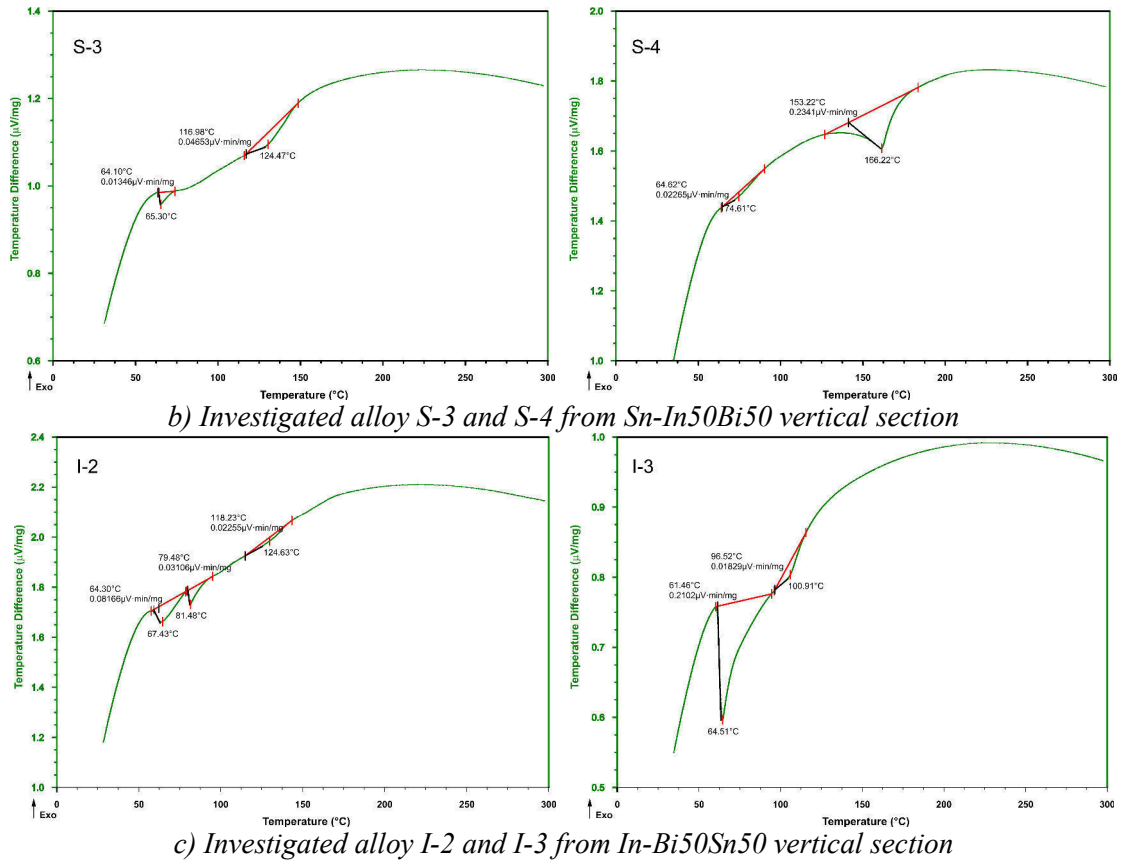 S-3
Temperature Difference (µV/mg)
1.4
1.2
1.0
0.8
0.6
64.10°C
0.01346µV·min/mg
65.30°C
116.98°C
0.04653µV·min/mg
124.47°C
0 50 100 150 200 250 300
Exo
Temperature (°C)
S-4
Temperature Difference (µV/mg)
2.0
1.8
1.6
1.4
1.2
1.0
64.62°C
0.02265µV·min/mg
74.61°C
153.22°C
0.2341µV·min/mg
166.22°C
0 50 100 150 200 250 300
Exo
Temperature (°C)
b) Investigated alloy S-3 and S-4 from Sn-In50Bi50 vertical section
I-2
Temperature Difference (µV/mg)
2.4
2.2
2.0
1.8
1.6
1.4
1.2
1.0
64.30°C
0.08166µV·min/mg
67.43°C
79.48°C
0.03106µV·min/mg
81.48°C
118.23°C
0.02255µV·min/mg
124.63°C
0 50 100 150 200 250 300
Exo
Temperature (°C)
I-3
Temperature Difference (µV/mg)
1.0
0.9
0.8
0.7
0.6
0.5
61.46°C
0.2102µV·min/mg
64.51°C
96.52°C
0.01829µV·min/mg
100.91°C
0 50 100 150 200 250 300
Exo
Temperature (°C)
c) Investigated alloy I-2 and I-3 from In-Bi50Sn50 vertical section